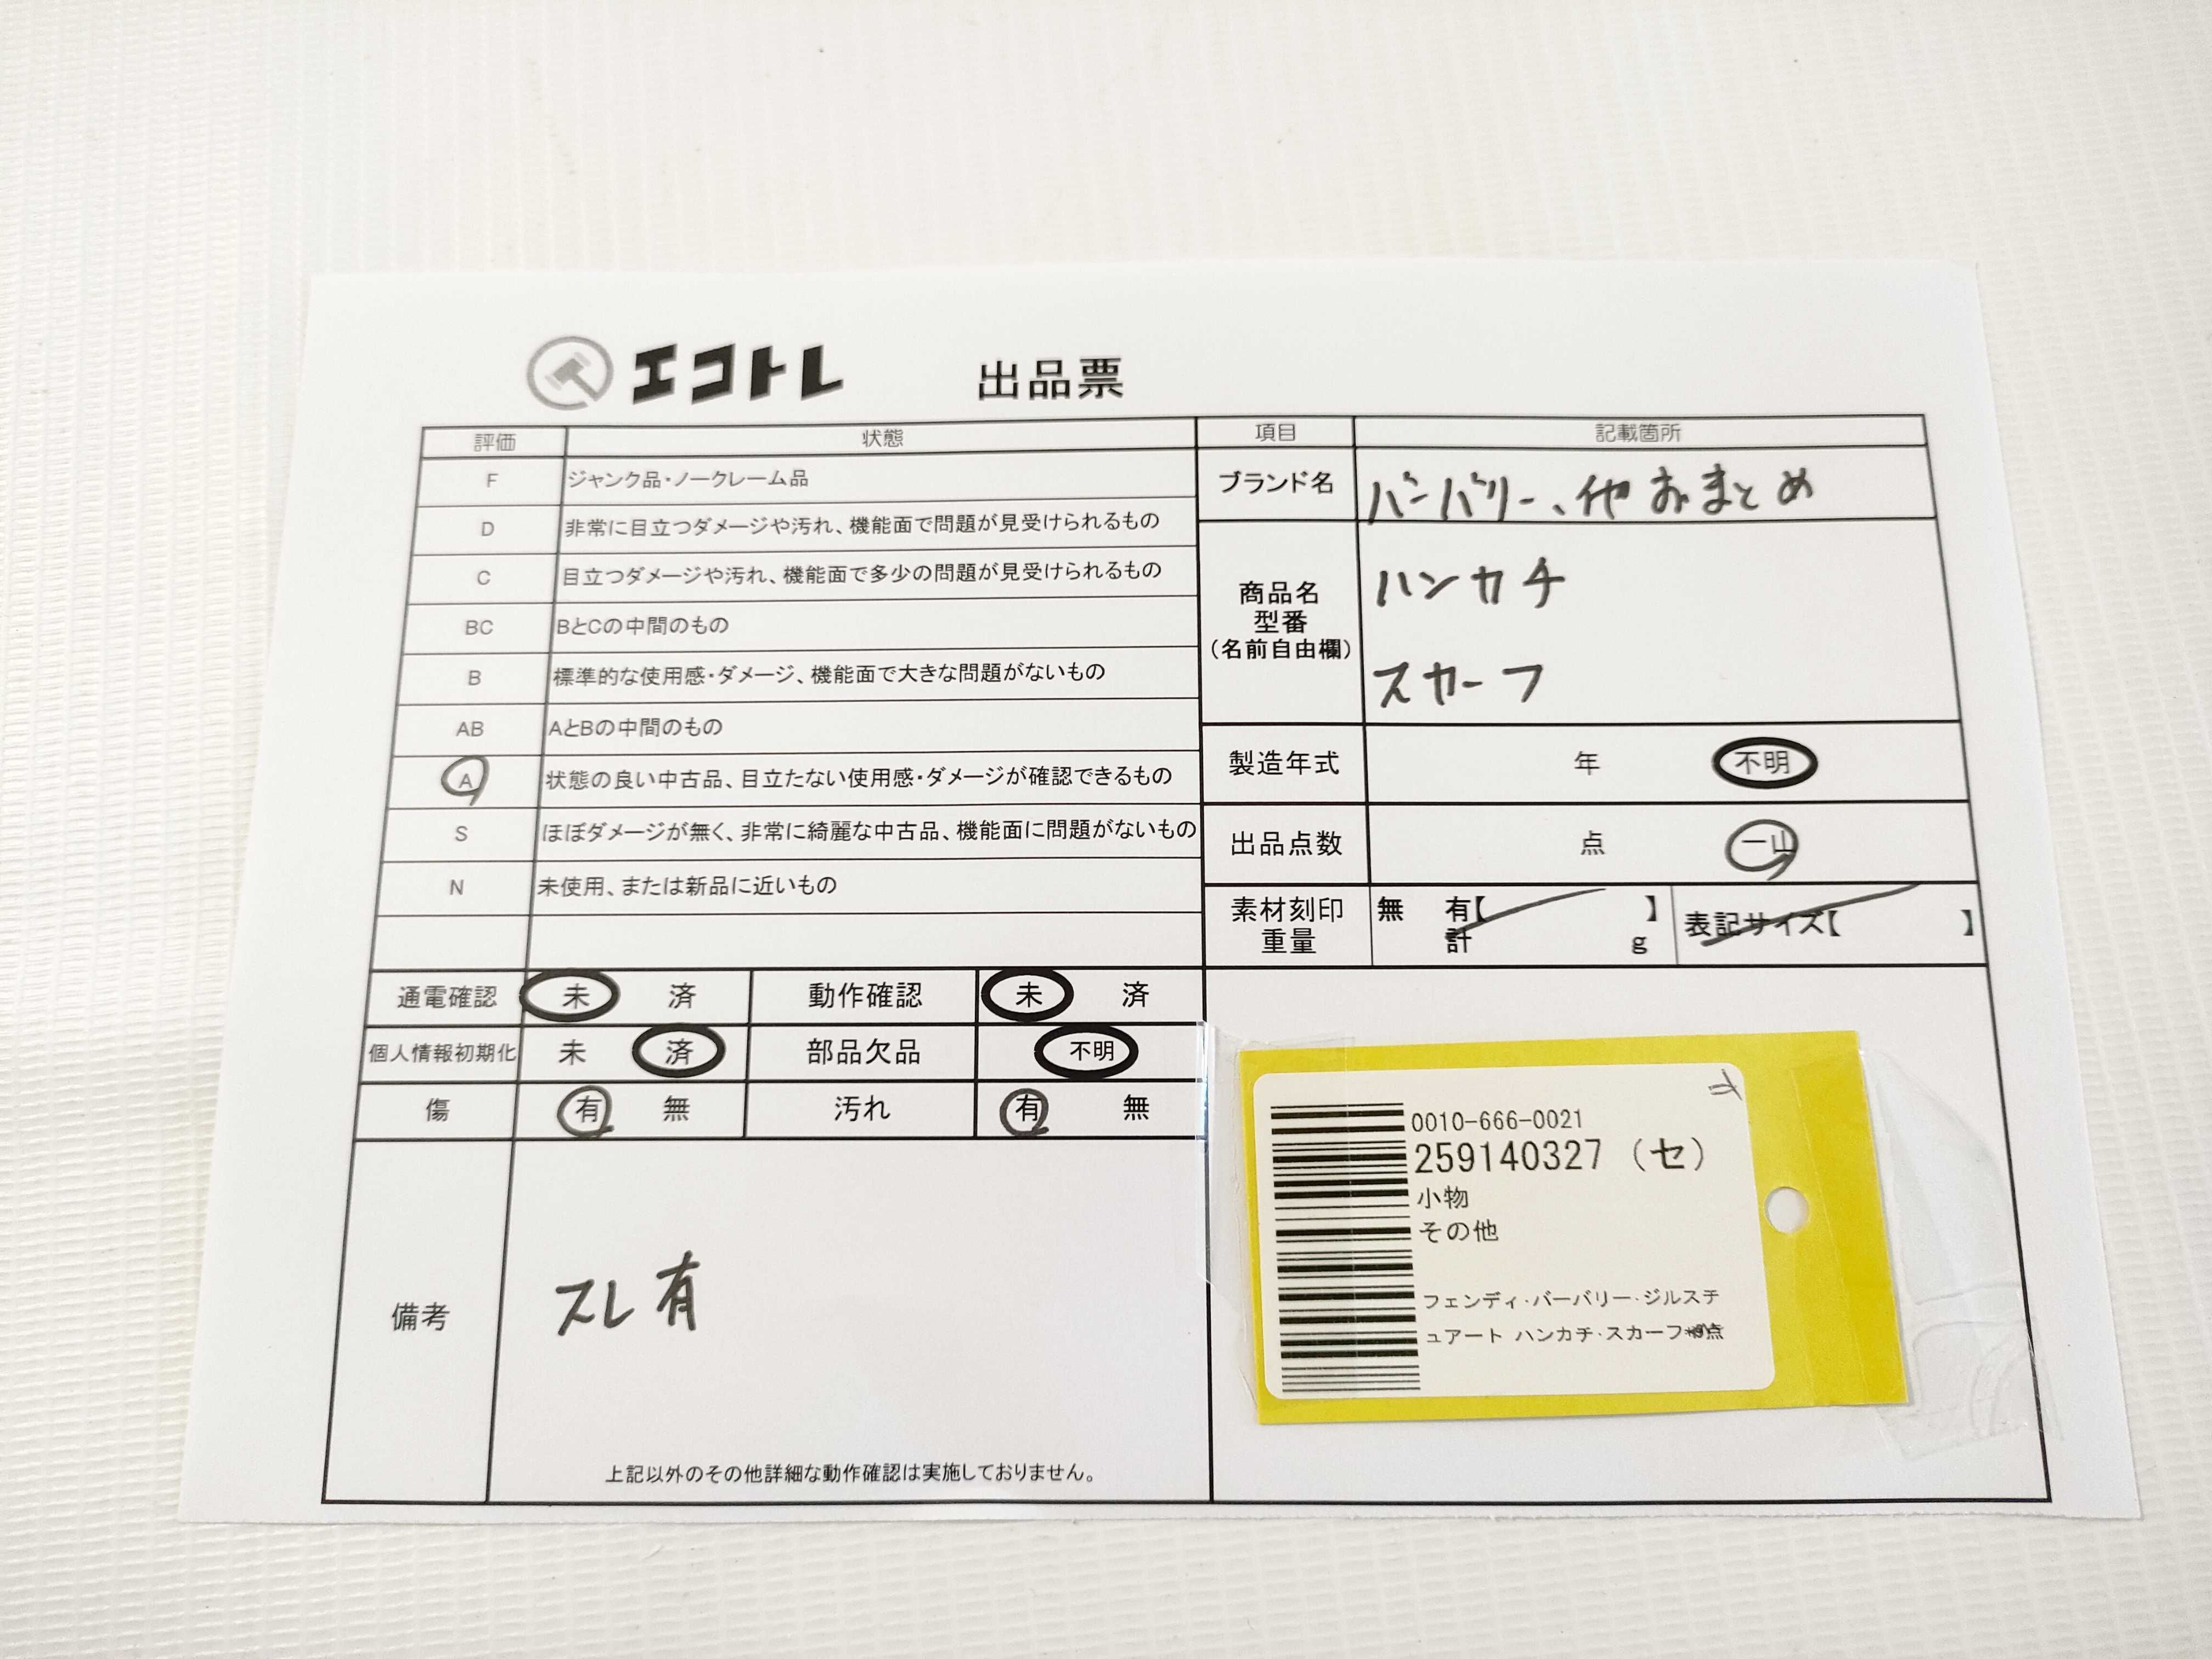 エコトレ 出品票
評価 状態
F ジャンク品・ノークレーム品
D 非常に目立つダメージや汚れ、機能面で問題が見受けられるもの
C 目立つダメージや汚れ、機能面で多少の問題が見受けられるもの
BC BとCの中間のもの
B 標準的な使用感・ダメージ、機能面で大きな問題がないもの
AB AとBの中間のもの
A 状態の良い中古品、目立たない使用感・ダメージが確認できるもの
S ほぼダメージが無く、非常に綺麗な中古品、機能面に問題がないもの
N 未使用、または新品に近いもの
項目 記載箇所
ブランド名 バーバリー、他おまとめ
商品名
型番
(名前自由欄)
ハンカチ
スカーフ
製造年式 年 不明
出品点数 点 一山
素材刻印
重量
無 有【 】
計 g
表記サイズ【 】
通電確認 未 済 動作確認 未 済
個人情報初期化 未 済 部品欠品 不明
傷 有 無 汚れ 有 無
備考
スレ有
上記以外のその他詳細な動作確認は実施しておりません。
0010-666-0021
259140327 (セ)
小物
その他
フェンディ・バーバリー・ジルスチ
ュアート ハンカチ・スカーフ 点